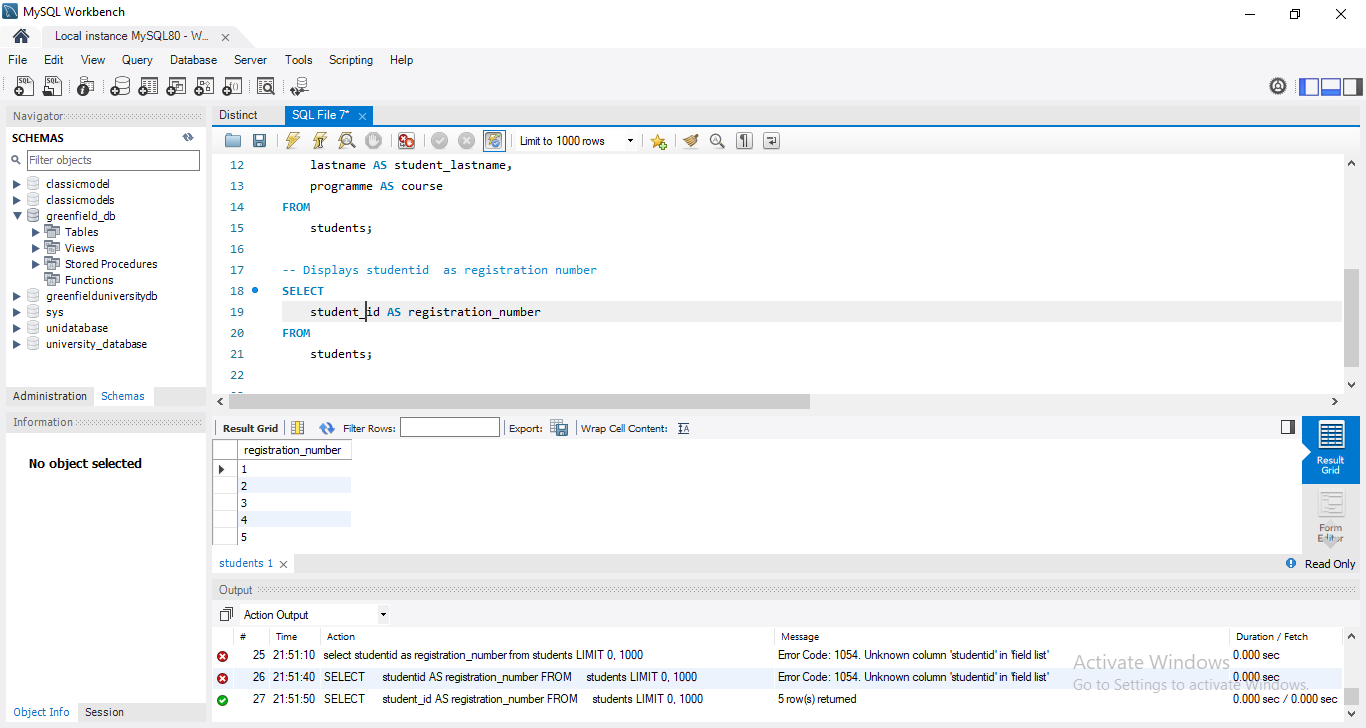 MySQL Workbench
Local instance MySQL80 - W...
File Edit View Query Database Server Tools Scripting Help
Navigator
SCHEMAS
Filter objects
classicmodel
classicmodels
greenfield_db
Tables
Views
Stored Procedures
Functions
greenfielduniversitydb
sys
unidatabase
university_database
Administration Schemas
Information
No object selected
Object Info Session
Distinct SQL File 7*
Limit to 1000 rows
12 lastname AS student_lastname,
13 programme AS course
14 FROM
15 students;
16
17 -- Displays studentid  as registration number
18 SELECT
19 student_id AS registration_number
20 FROM
21 students;
22
Result Grid Filter Rows: Export: Wrap Cell Content:
registration_number
1
2
3
4
5
Result
Grid
Form
Editor
students 1
Read Only
Output
Action Output
# Time Action Message Duration / Fetch
25 21:51:10 select studentid as registration_number from students LIMIT 0, 1000 Error Code: 1054. Unknown column 'studentid' in 'field list' 0.000 sec
26 21:51:40 SELECT studentid AS registration_number FROM students LIMIT 0, 1000 Error Code: 1054. Unknown column 'studentid' in 'field list' 0.000 sec
27 21:51:50 SELECT student_id AS registration_number FROM students LIMIT 0, 1000 5 row(s) returned 0.000 sec / 0.000 sec
Activate Windows
Go to Settings to activate Windows.